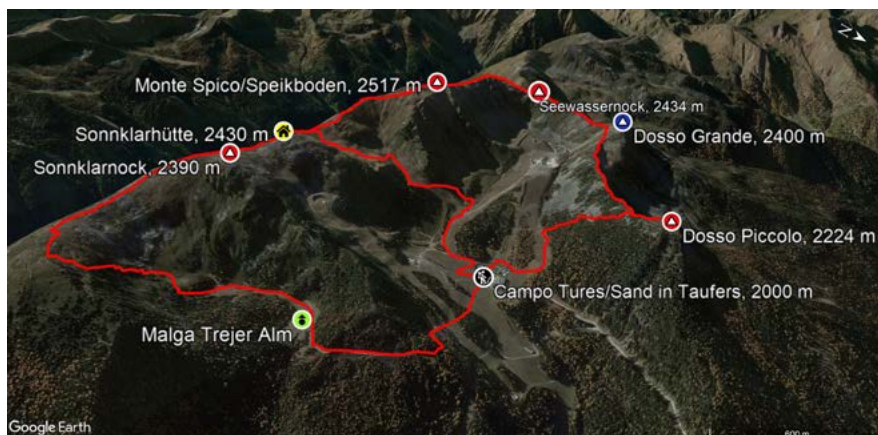 N
Monte Spico/Speikboden, 2517 m
Seewassernock, 2434 m
Sonnklarhütte, 2430 m
Dosso Grande, 2400 m
Sonnklarnock, 2390 m
Dosso Piccolo, 2224 m
Campo Tures/Sand in Taufers, 2000 m
Malga Trejer Alm
Google Earth
600 m